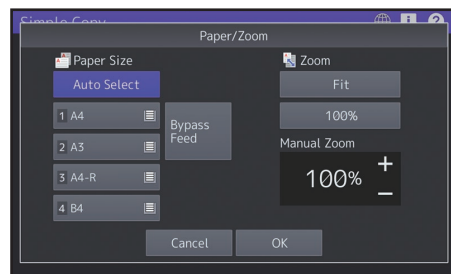 Simple Copy
Paper/Zoom
Paper Size
Auto Select
1 A4
2 A3
3 A4-R
4 B4
Bypass
Feed
Zoom
Fit
100%
Manual Zoom
100%
+
−
Cancel
OK